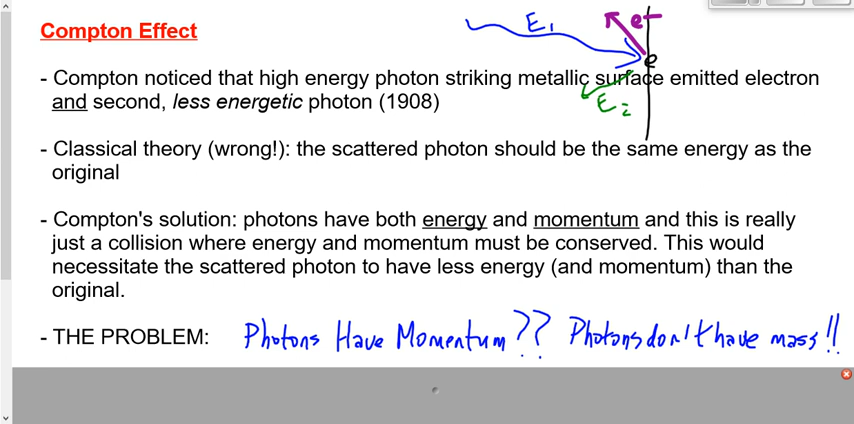 Compton Effect
E₁
e-
e
- Compton noticed that high energy photon striking metallic surface emitted electron
and second, less energetic photon (1908)
E₂
- Classical theory (wrong!): the scattered photon should be the same energy as the
original
- Compton's solution: photons have both energy and momentum and this is really
just a collision where energy and momentum must be conserved. This would
necessitate the scattered photon to have less energy (and momentum) than the
original.
- THE PROBLEM: Photons Have Momentum?? Photons don't have mass!!